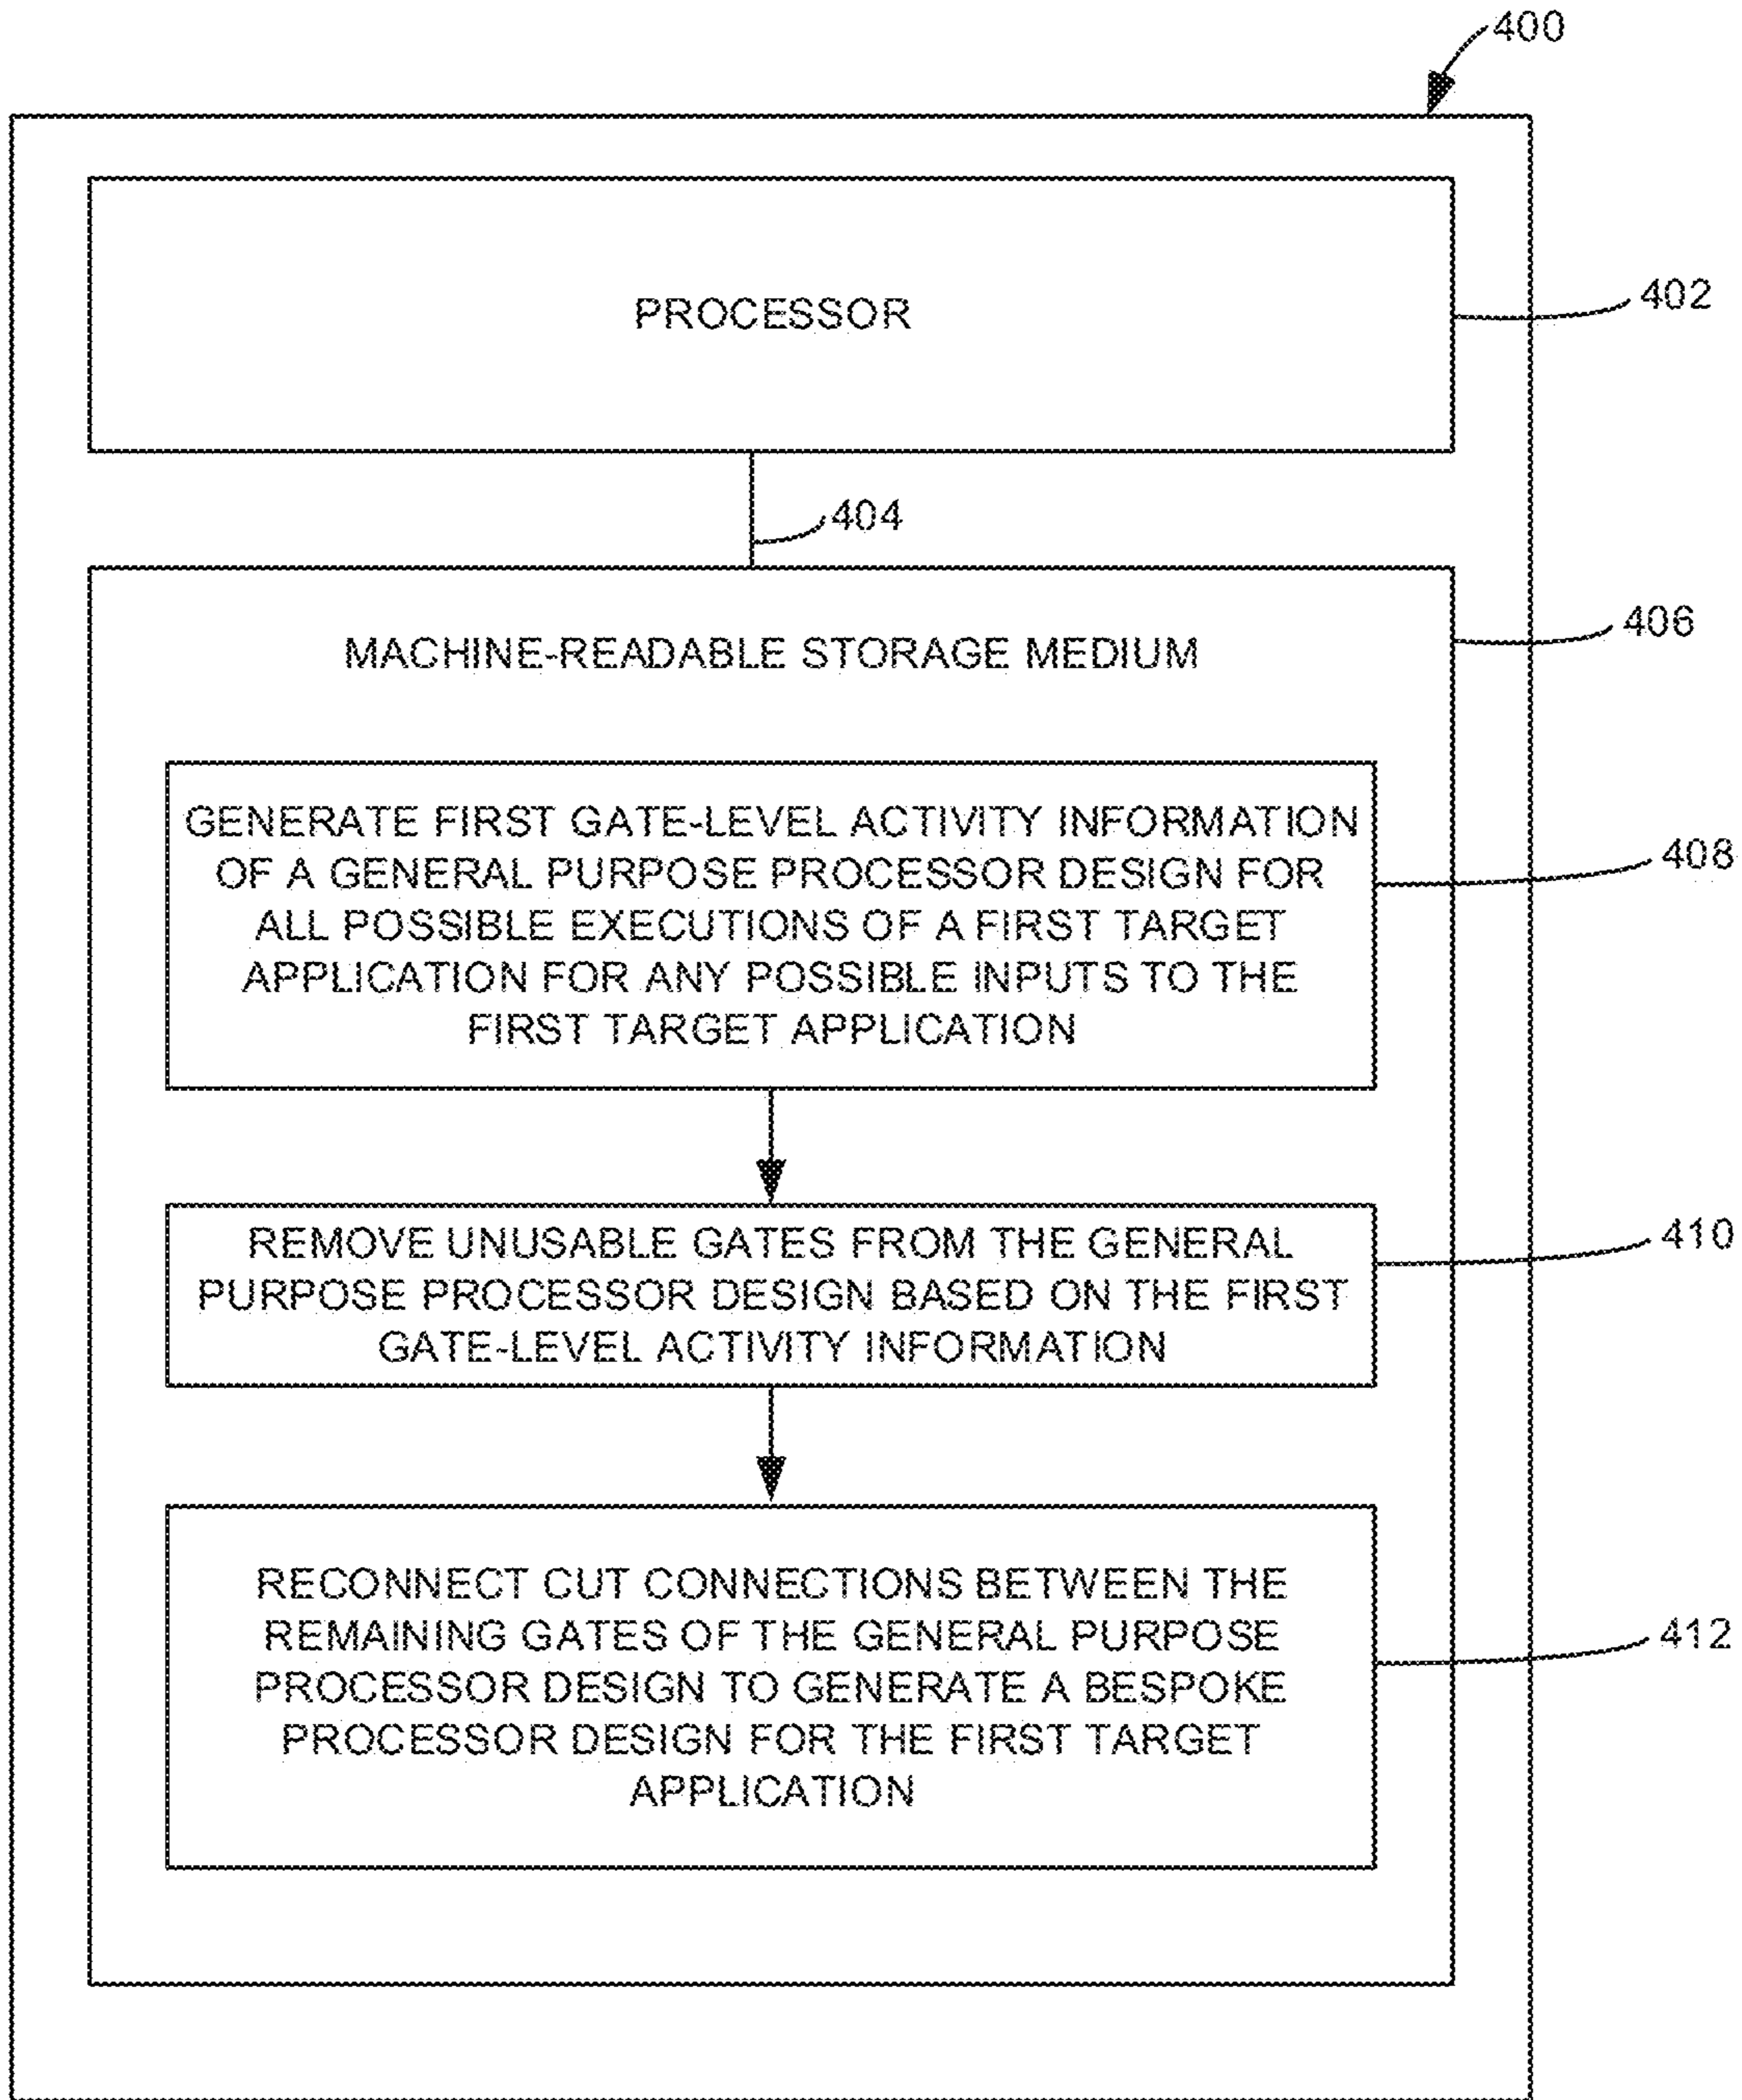 400
PROCESSOR
402
404
406
MACHINE-READABLE STORAGE MEDIUM
GENERATE FIRST GATE-LEVEL ACTIVITY INFORMATION
OF A GENERAL PURPOSE PROCESSOR DESIGN FOR
ALL POSSIBLE EXECUTIONS OF A FIRST TARGET
APPLICATION FOR ANY POSSIBLE INPUTS TO THE
FIRST TARGET APPLICATION
408
REMOVE UNUSABLE GATES FROM THE GENERAL
PURPOSE PROCESSOR DESIGN BASED ON THE FIRST
GATE-LEVEL ACTIVITY INFORMATION
410
RECONNECT CUT CONNECTIONS BETWEEN THE
REMAINING GATES OF THE GENERAL PURPOSE
PROCESSOR DESIGN TO GENERATE A BESPOKE
PROCESSOR DESIGN FOR THE FIRST TARGET
APPLICATION
412